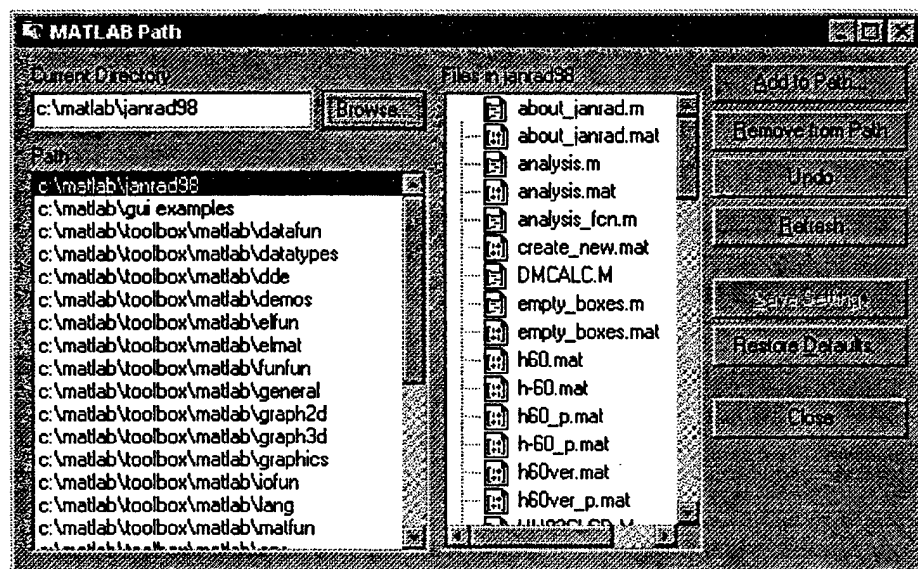 MATLAB Path
Current Directory
c:\matlab\janrad98
Browse...
Path
c:\matlab\janrad98
c:\matlab\gui examples
c:\matlab\toolbox\matlab\datafun
c:\matlab\toolbox\matlab\datatypes
c:\matlab\toolbox\matlab\dde
c:\matlab\toolbox\matlab\demos
c:\matlab\toolbox\matlab\elfun
c:\matlab\toolbox\matlab\elmat
c:\matlab\toolbox\matlab\funfun
c:\matlab\toolbox\matlab\general
c:\matlab\toolbox\matlab\graph2d
c:\matlab\toolbox\matlab\graph3d
c:\matlab\toolbox\matlab\graphics
c:\matlab\toolbox\matlab\iofun
c:\matlab\toolbox\matlab\lang
c:\matlab\toolbox\matlab\matfun
Files in janrad98
about_janrad.m
about_janrad.mat
analysis.m
analysis.mat
analysis_fcn.m
create_new.mat
DMCALC.M
empty_boxes.m
empty_boxes.mat
h60.mat
h-60.mat
h60_p.mat
h-60_p.mat
h60ver.mat
h60ver_p.mat
Add to Path...
Remove from Path
Undo
Refresh
Save Setting
Restore Defaults...
Close